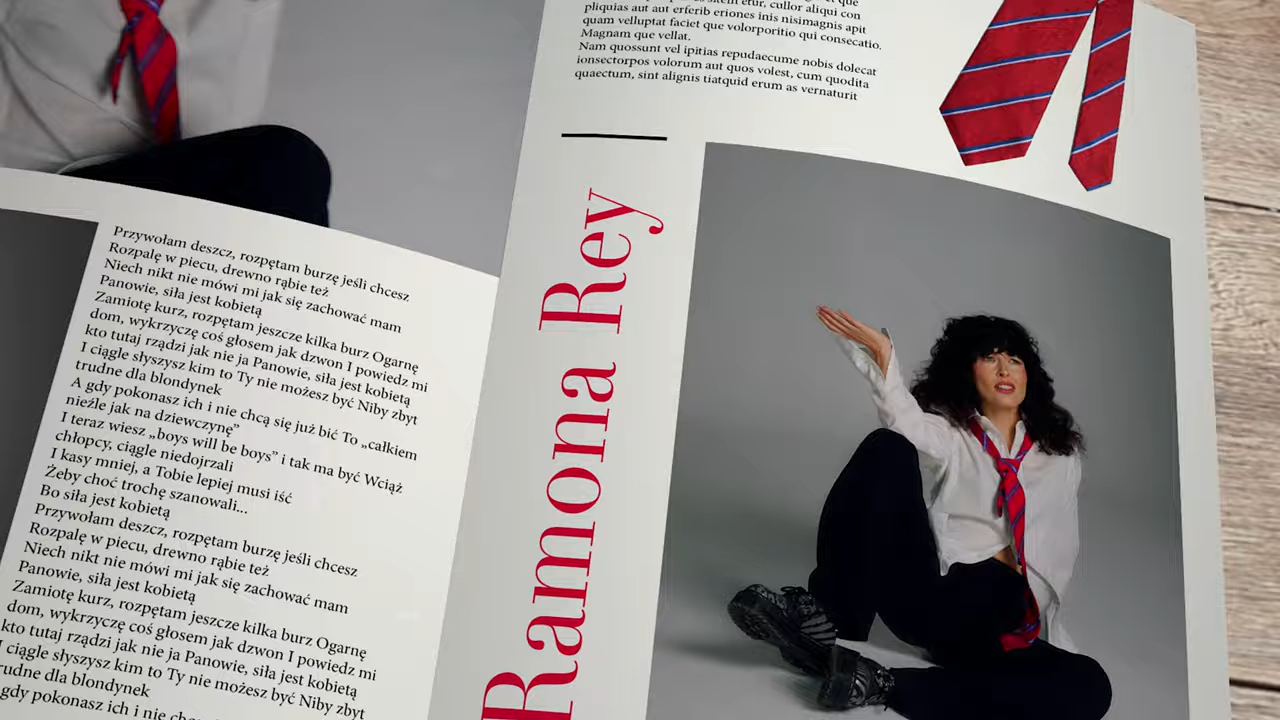 Przywołam deszcz, rozpętam burzę jeśli chcesz
Rozpalę w piecu, drewno rąbie też
Niech nikt nie mówi mi jak się zachować mam
Panowie, siła jest kobietą
Zamiotę kurz, rozpętam jeszcze kilka burz Ogarnę
dom, wykrzyczę coś głosem jak dzwon I powiedz mi
kto tutaj rządzi jak nie ja Panowie, siła jest kobietą
I ciągle słyszysz kim to Ty nie możesz być Niby zbyt
trudne dla blondynek
A gdy pokonasz ich i nie chcą się już bić To „całkiem
nieźle jak na dziewczynę”
I teraz wiesz „boys will be boys” i tak ma być Wciąż
chłopcy, ciągle niedojrzali
I kasy mniej, a Tobie lepiej musi iść
Żeby choć trochę szanowali...
Bo siła jest kobietą
Przywołam deszcz, rozpętam burzę jeśli chcesz
Rozpalę w piecu, drewno rąbie też
Niech nikt nie mówi mi jak się zachować mam
Panowie, siła jest kobietą
Zamiotę kurz, rozpętam jeszcze kilka burz Ogarnę
dom, wykrzyczę coś głosem jak dzwon I powiedz mi
kto tutaj rządzi jak nie ja Panowie, siła jest kobietą
I ciągle słyszysz kim to Ty nie możesz być Niby zbyt
trudne dla blondynek
gdy pokonasz ich i nie
etur, cullor aliqui con
pliquias aut aut erferib eriones inis nisimagnis apit
quam velluptat faciet que volorporitio qui consecatio.
Magnam que vellat.
Nam quossunt vel ipitias repudaecume nobis dolecat
ionsectorpos volorum aut quos volest, cum quodita
quaectum, sint alignis tiatquid erum as vernaturit
Ramona Rey